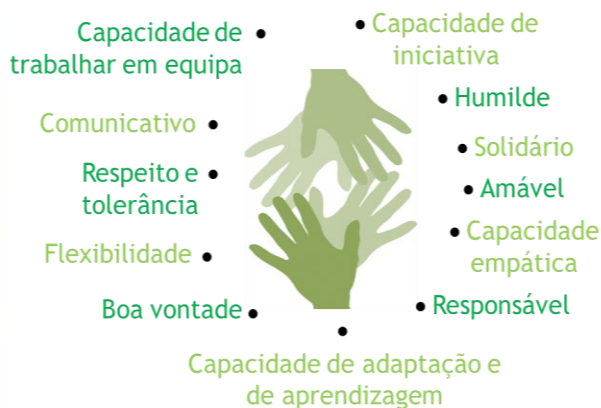 Capacidade de
trabalhar em equipa
Comunicativo
Respeito e
tolerância
Flexibilidade
Boa vontade
Capacidade de
iniciativa
Humilde
Solidário
Amável
Capacidade
empática
Responsável
Capacidade de adaptação e
de aprendizagem